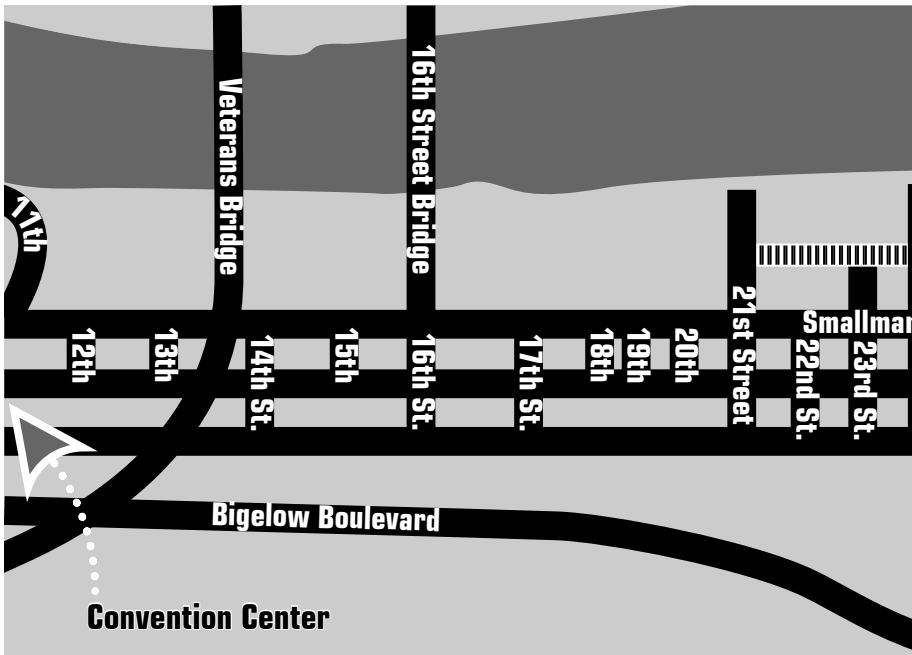 Veterans Bridge
16th Street Bridge
11th
21st Street
Smallman
12th
13th
14th St.
15th
16th St.
17th St.
18th
19th
20th
22nd St.
23rd St.
Bigelow Boulevard
Convention Center